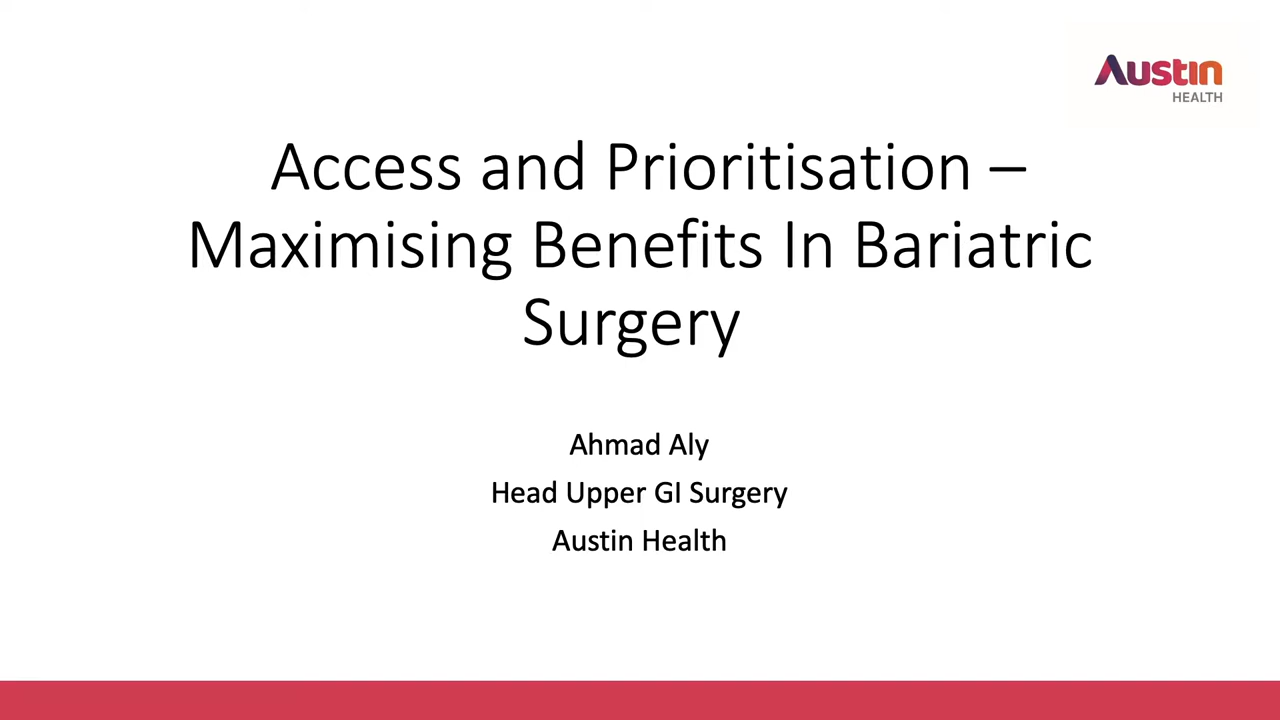 Austin
HEALTH
Access and Prioritisation –
Maximising Benefits In Bariatric
Surgery
Ahmad Aly
Head Upper GI Surgery
Austin Health